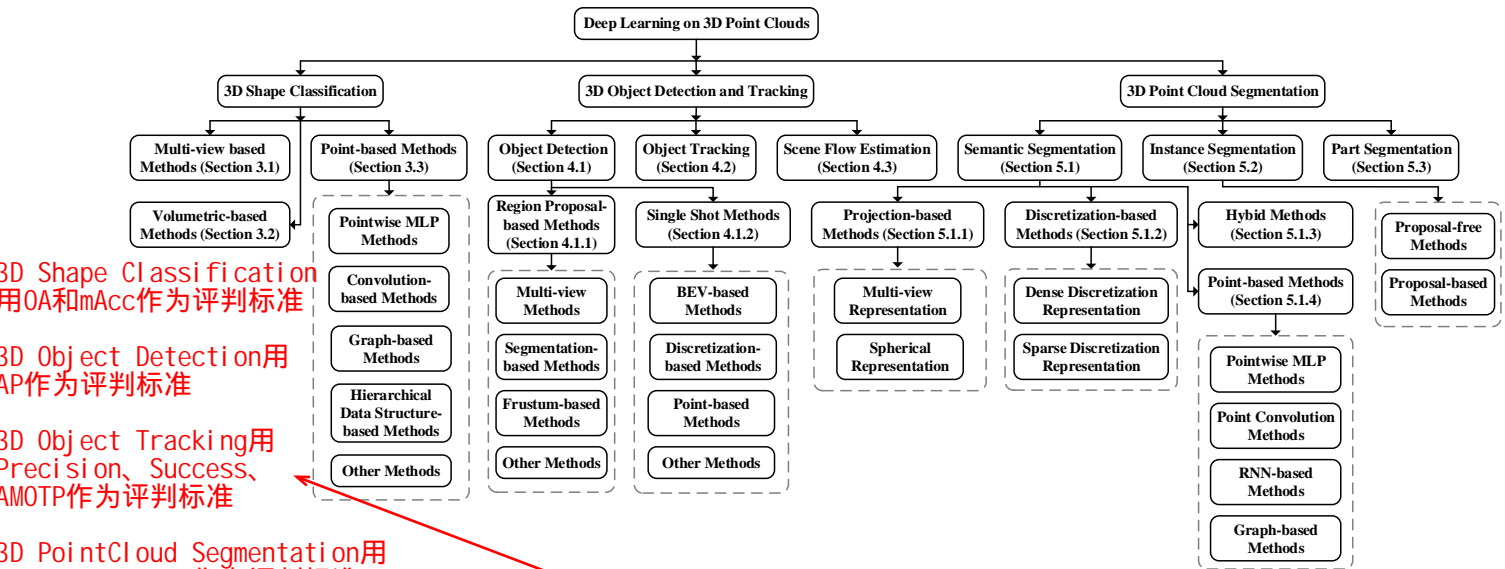 Deep Learning on 3D Point Clouds
3D Shape Classification
3D Object Detection and Tracking
3D Point Cloud Segmentation
Multi-view based
Methods (Section 3.1)
Point-based Methods
(Section 3.3)
Object Detection
(Section 4.1)
Object Tracking
(Section 4.2)
Scene Flow Estimation
(Section 4.3)
Semantic Segmentation
(Section 5.1)
Instance Segmentation
(Section 5.2)
Part Segmentation
(Section 5.3)
Volumetric-based
Methods (Section 3.2)
Pointwise MLP
Methods
Convolution-
based Methods
Graph-based
Methods
Hierarchical
Data Structure-
based Methods
Other Methods
Region Proposal-
based Methods
(Section 4.1.1)
Multi-view
Methods
Segmentation-
based Methods
Frustum-based
Methods
Other Methods
Single Shot Methods
(Section 4.1.2)
BEV-based
Methods
Discretization-
based Methods
Point-based
Methods
Other Methods
Projection-based
Methods (Section 5.1.1)
Multi-view
Representation
Spherical
Representation
Discretization-based
Methods (Section 5.1.2)
Dense Discretization
Representation
Sparse Discretization
Representation
Hybid Methods
(Section 5.1.3)
Point-based Methods
(Section 5.1.4)
Pointwise MLP
Methods
Point Convolution
Methods
RNN-based
Methods
Graph-based
Methods
Proposal-free
Methods
Proposal-based
Methods
3D Shape Classification
用OA和mAcc作为评判标准
3D Object Detection用
AP作为评判标准
3D Object Tracking用
Precision、Success、
AMOTP作为评判标准
3D PointCloud Segmentation用